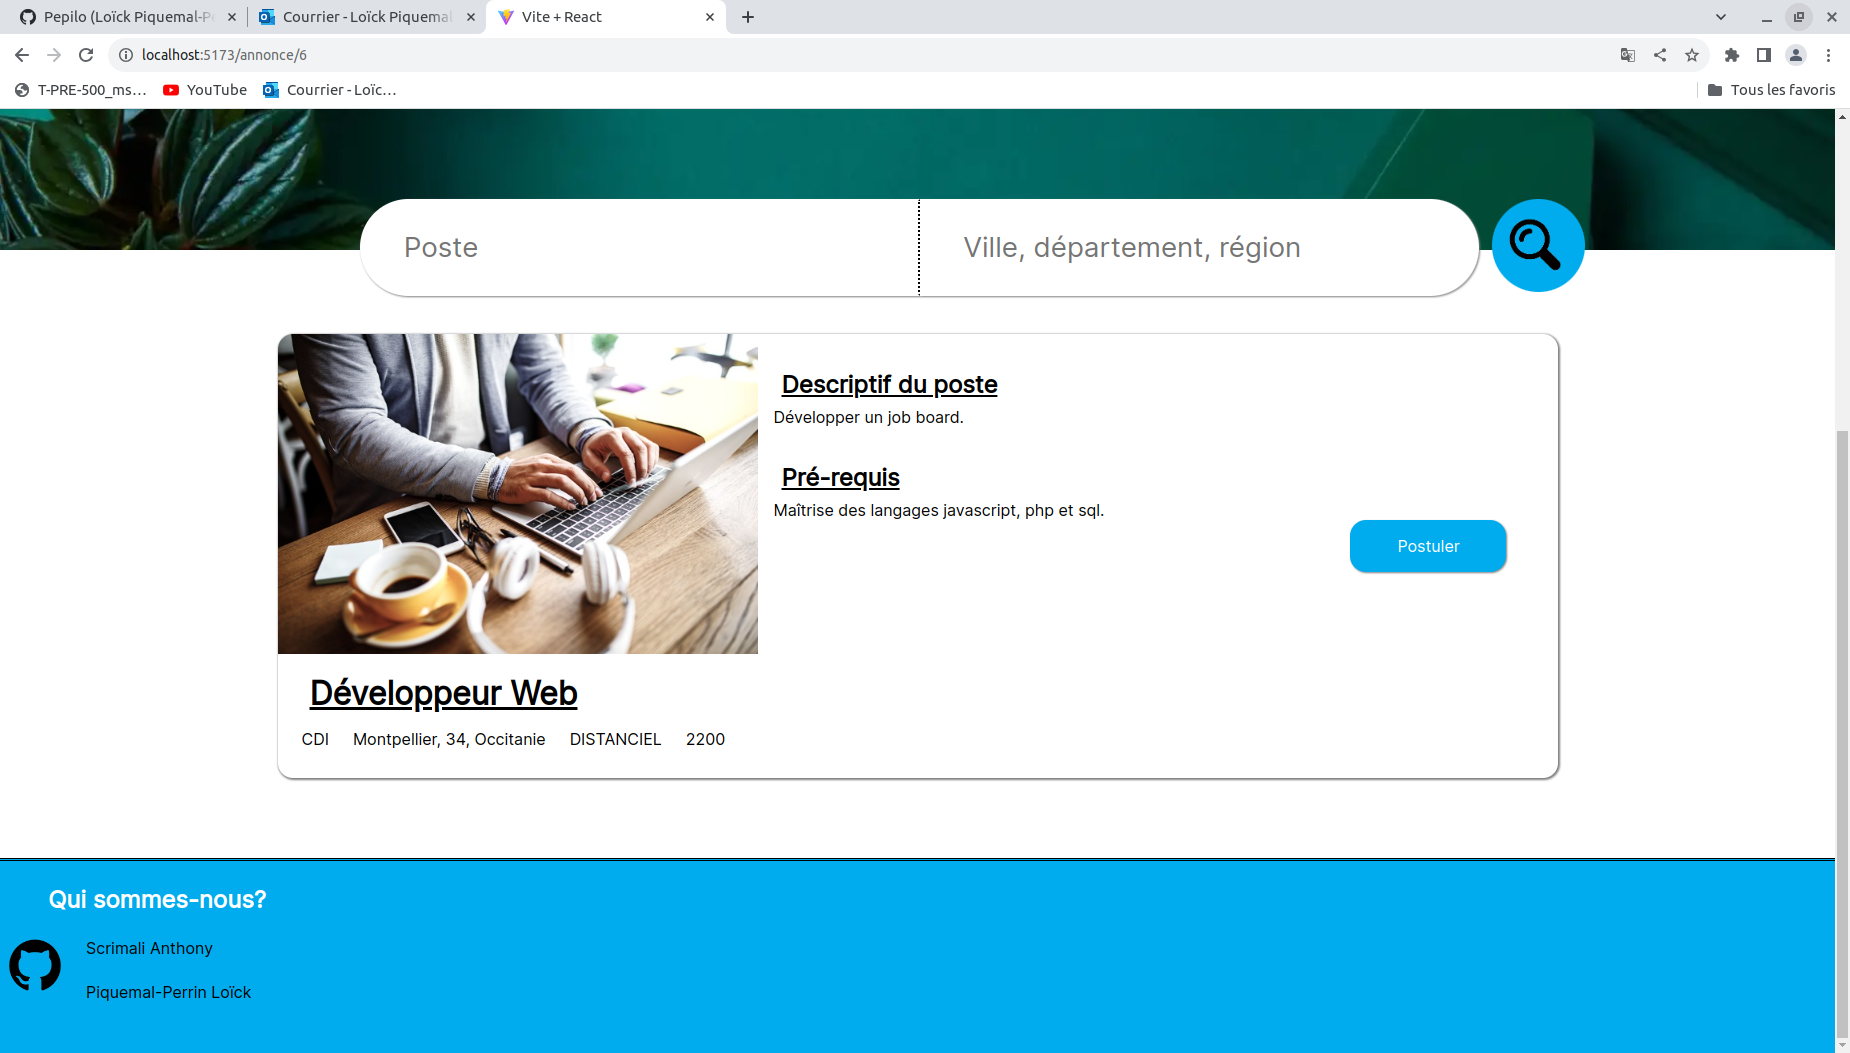 Pepilo (Loïck Piquemal-P
Courrier - Loïck Piquemal
Vite + React
localhost:5173/annonce/6
T-PRE-500_ms...
YouTube
Courrier - Loïc...
Tous les favoris
Poste
Ville, département, région
Descriptif du poste
Développer un job board.
Pré-requis
Maîtrise des langages javascript, php et sql.
Postuler
Développeur Web
CDI Montpellier, 34, Occitanie DISTANCIEL 2200
Qui sommes-nous?
Scrimali Anthony
Piquemal-Perrin Loïck